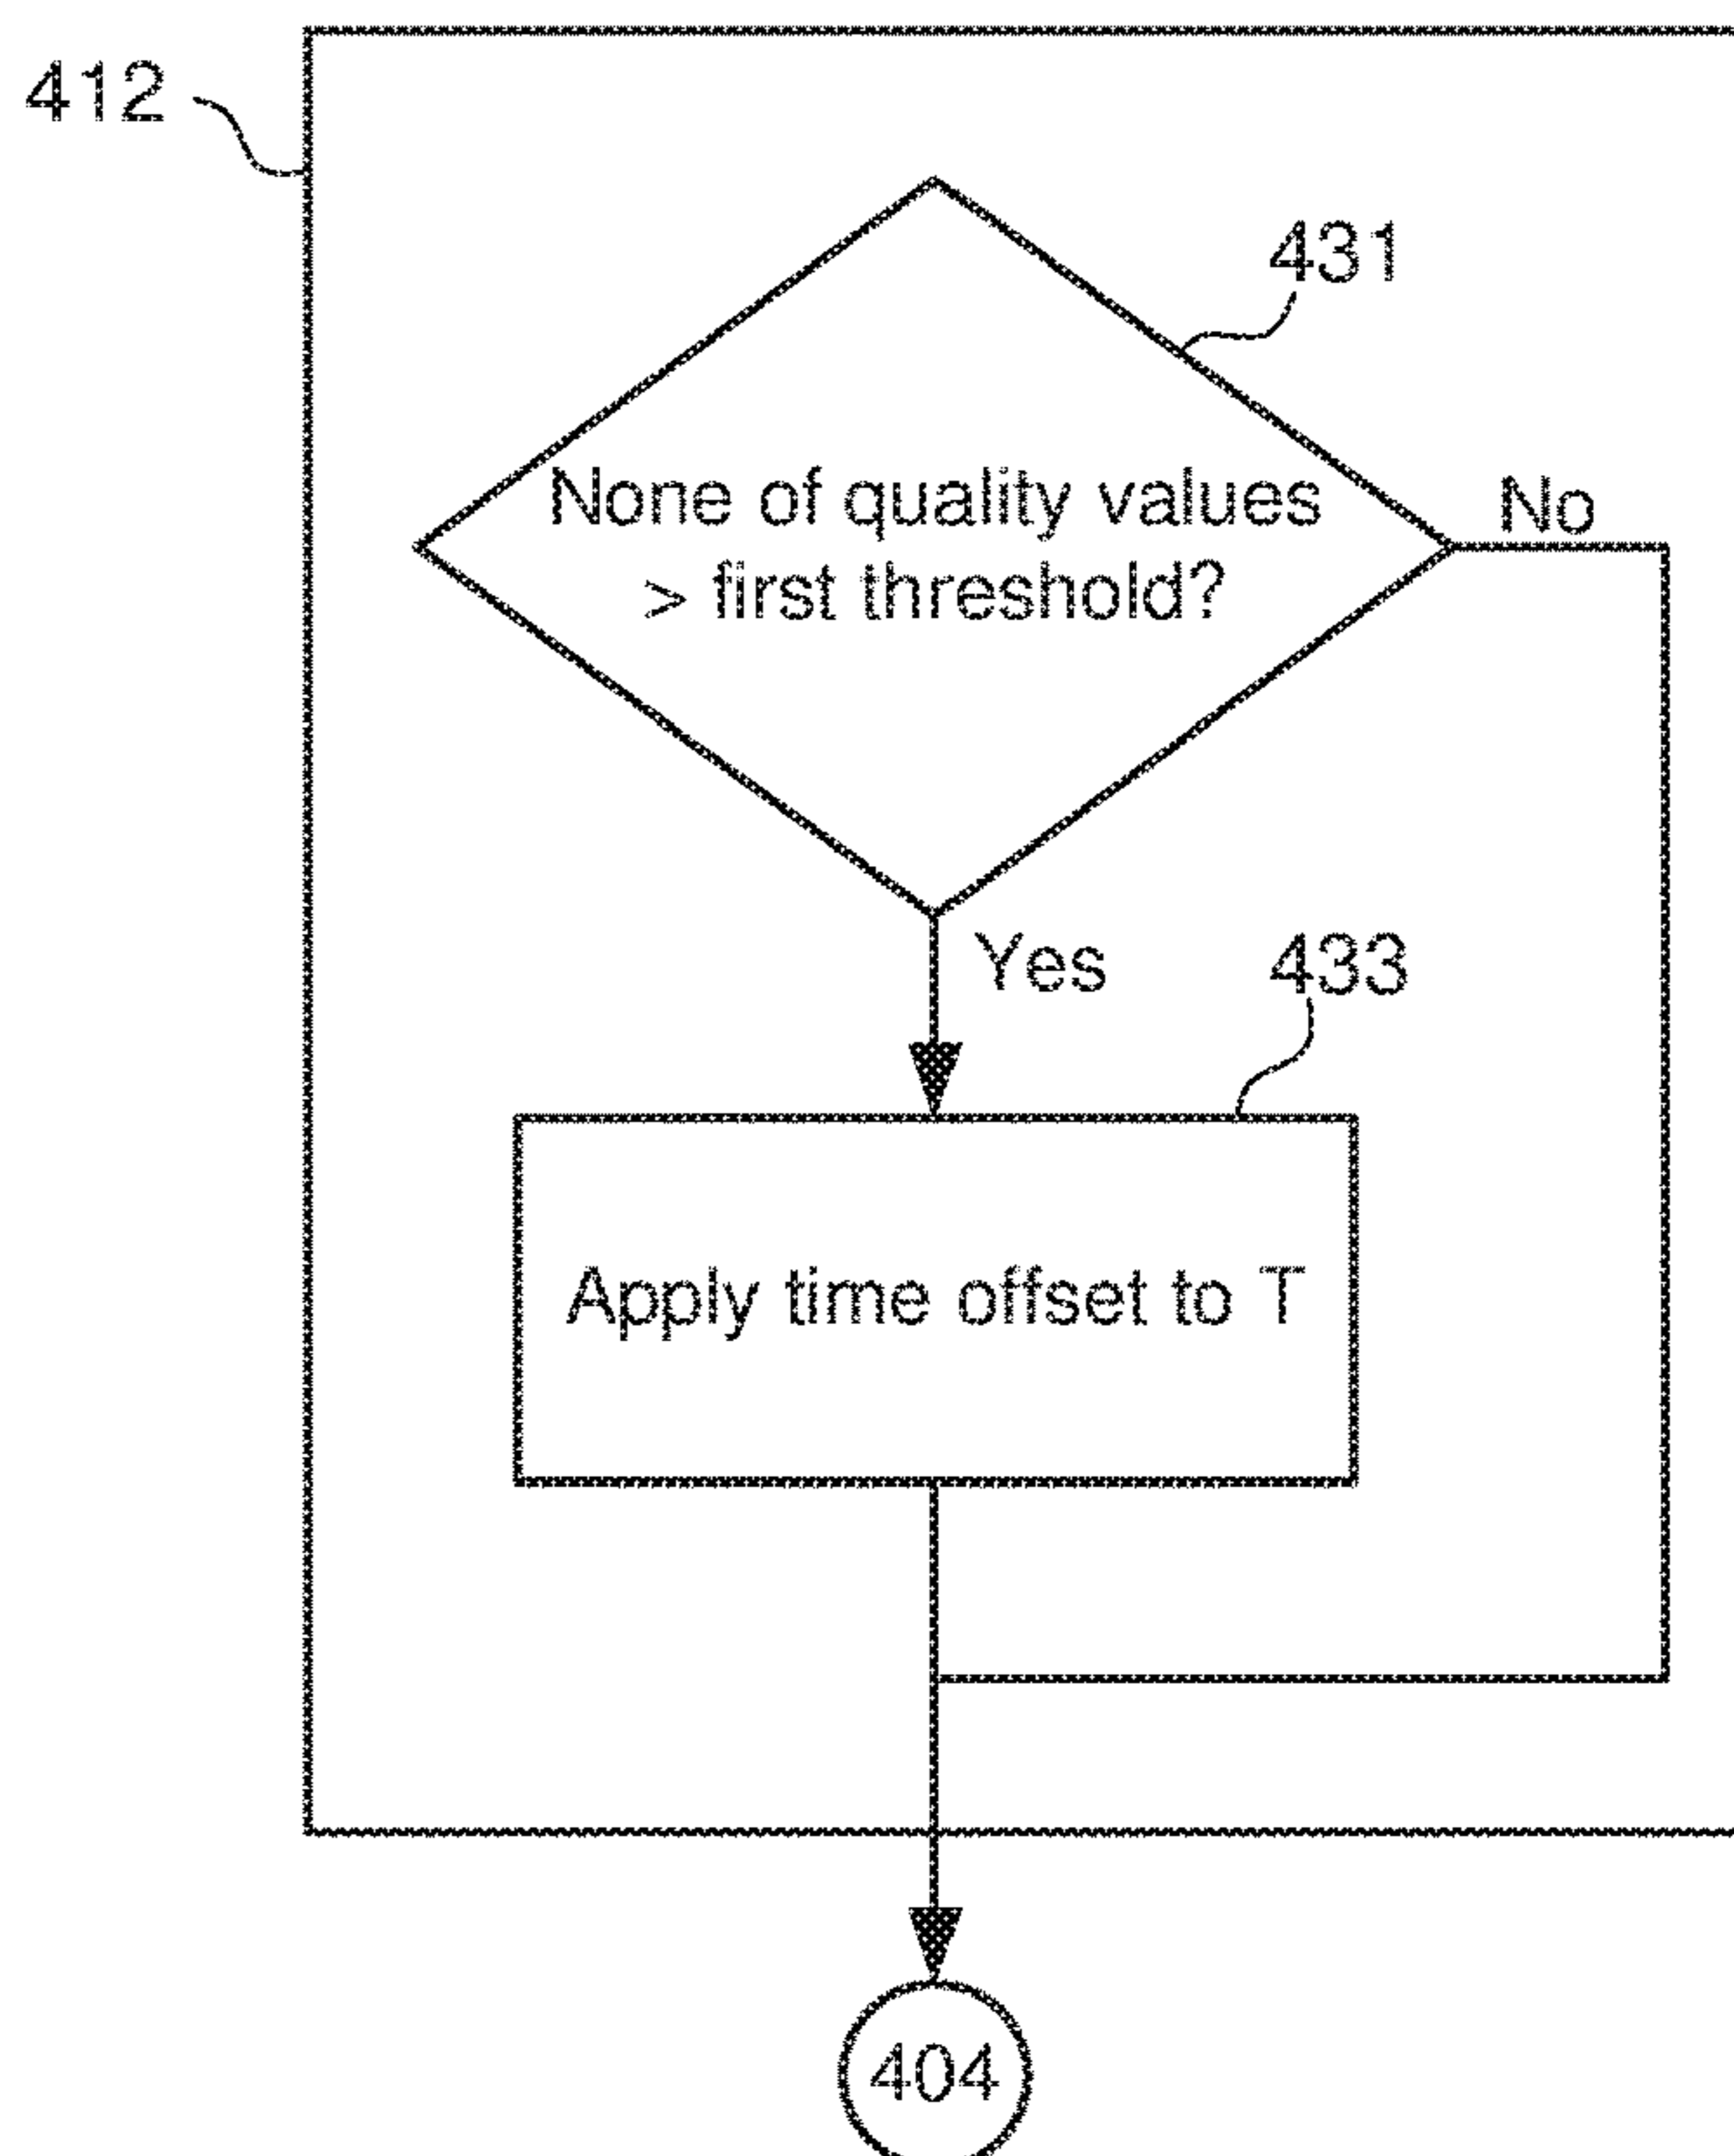 412
431
None of quality values
> first threshold?
No
Yes
433
Apply time offset to T
404